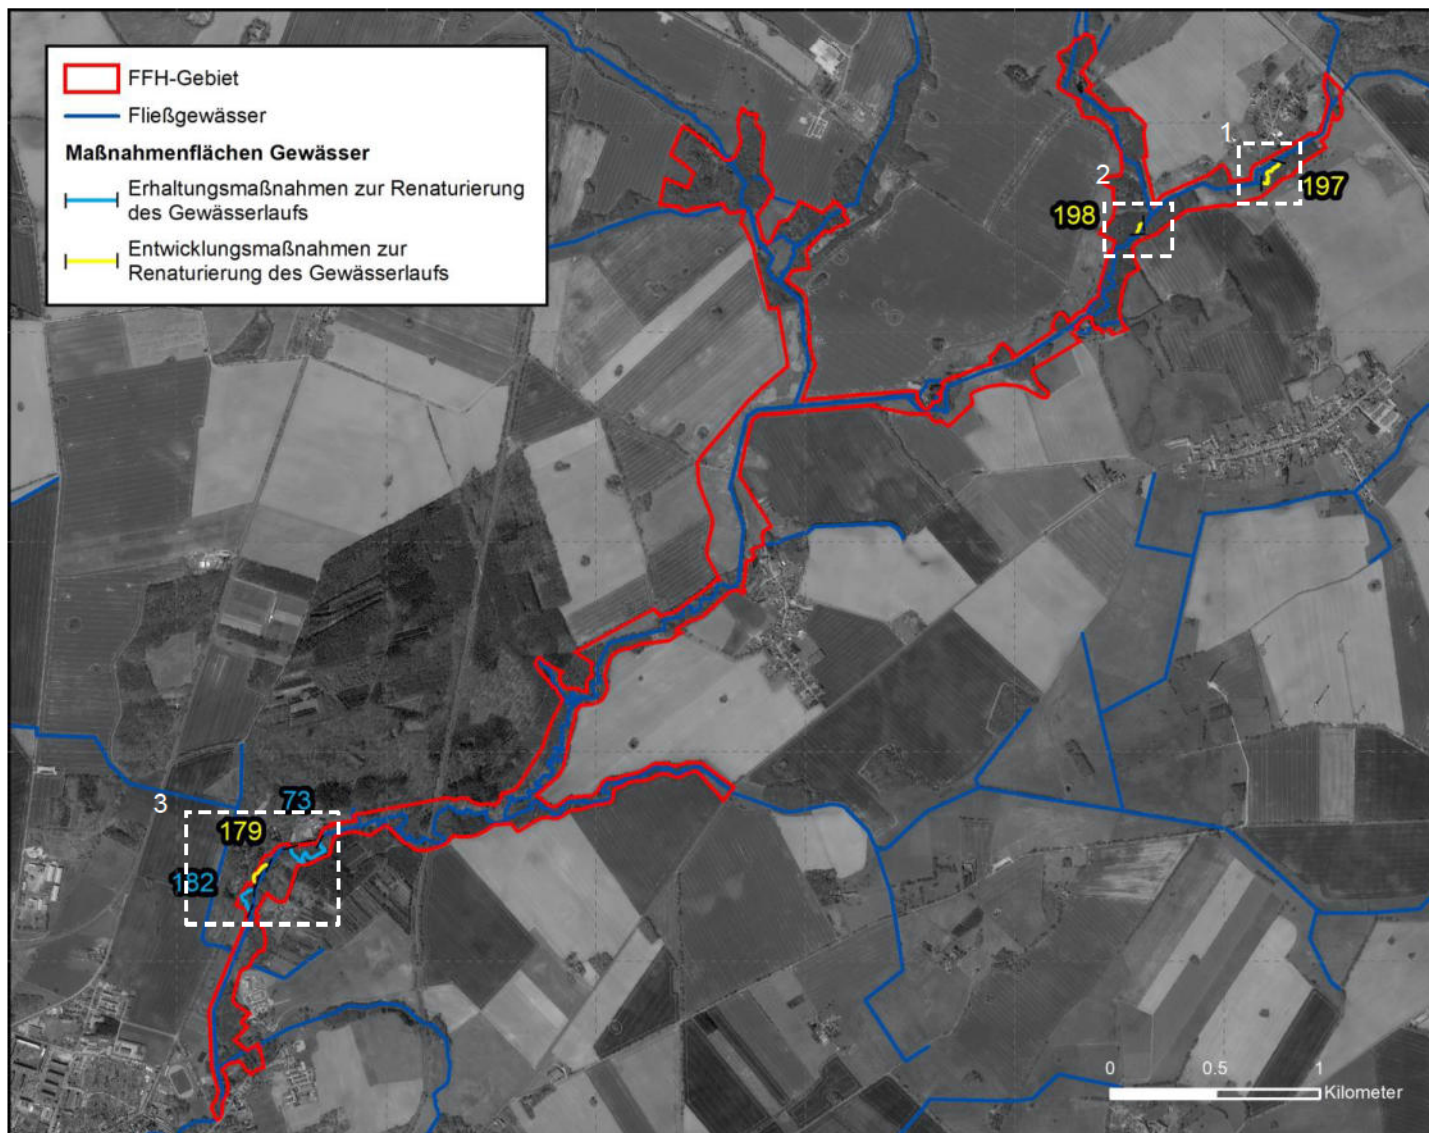 FFH-Gebiet
Fließgewässer
Maßnahmenflächen Gewässer
Erhaltungsmaßnahmen zur Renaturierung
des Gewässerlaufs
Entwicklungsmaßnahmen zur
Renaturierung des Gewässerlaufs
1
197
2
198
3
73
179
182
0 0.5 1
Kilometer